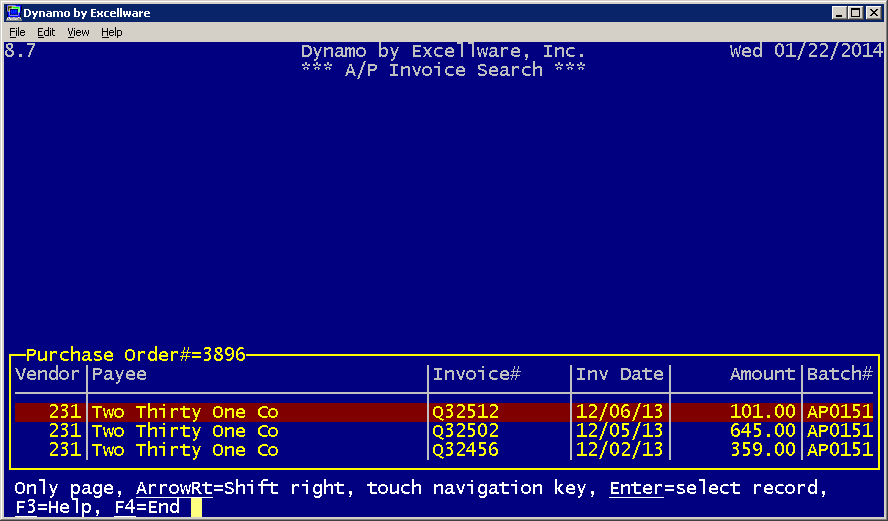 Dynamo by Excellware
File Edit View Help
8.7 Dynamo by Excellware, Inc. Wed 01/22/2014
*** A/P Invoice Search ***
Purchase Order#=3896
Vendor Payee Invoice# Inv Date Amount Batch#
231 Two Thirty One Co Q32512 12/06/13 101.00 AP0151
231 Two Thirty One Co Q32502 12/05/13 645.00 AP0151
231 Two Thirty One Co Q32456 12/02/13 359.00 AP0151
Only page, ArrowRt=Shift right, touch navigation key, Enter=select record,
F3=Help, F4=End